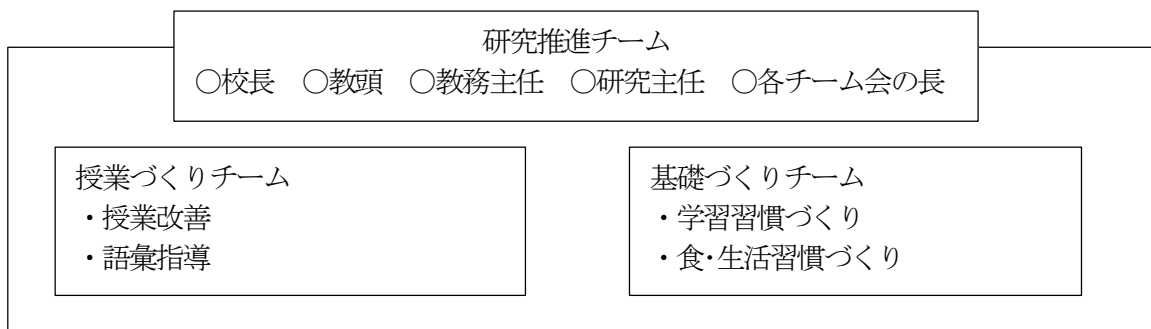 研究推進チーム
○校長　○教頭　○教務主任　○研究主任　○各チーム会の長
授業づくりチーム
・授業改善
・語彙指導
基礎づくりチーム
・学習習慣づくり
・食・生活習慣づくり